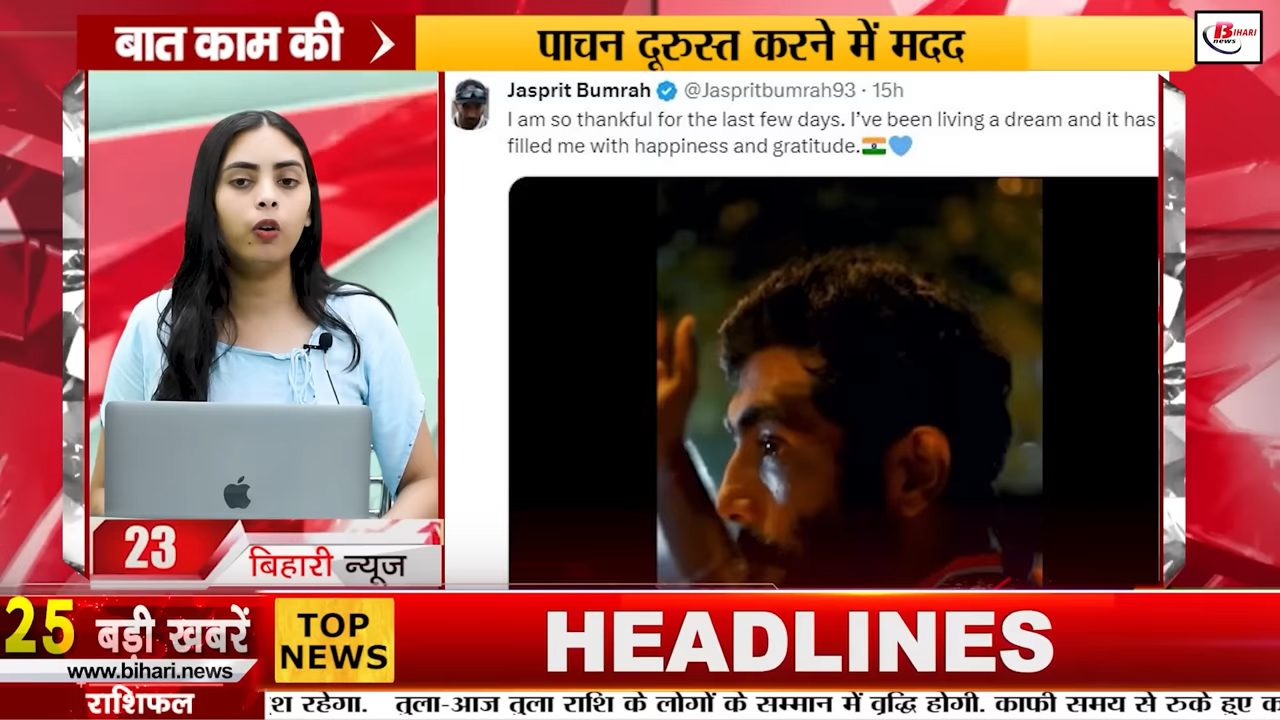 बात काम की
पाचन दूरुस्त करने में मदद
BIHARI
news
Jasprit Bumrah @Jaspritbumrah93 · 15h
I am so thankful for the last few days. I've been living a dream and it has
filled me with happiness and gratitude.🇮🇳💙
23
बिहारी न्यूज
25 बड़ी खबरें
www.bihari.news
TOP
NEWS
HEADLINES
राशिफल
श रहेगा. तुला-आज तुला राशि के लोगों के सम्मान में वृद्धि होगी. काफी समय से रुके हुए